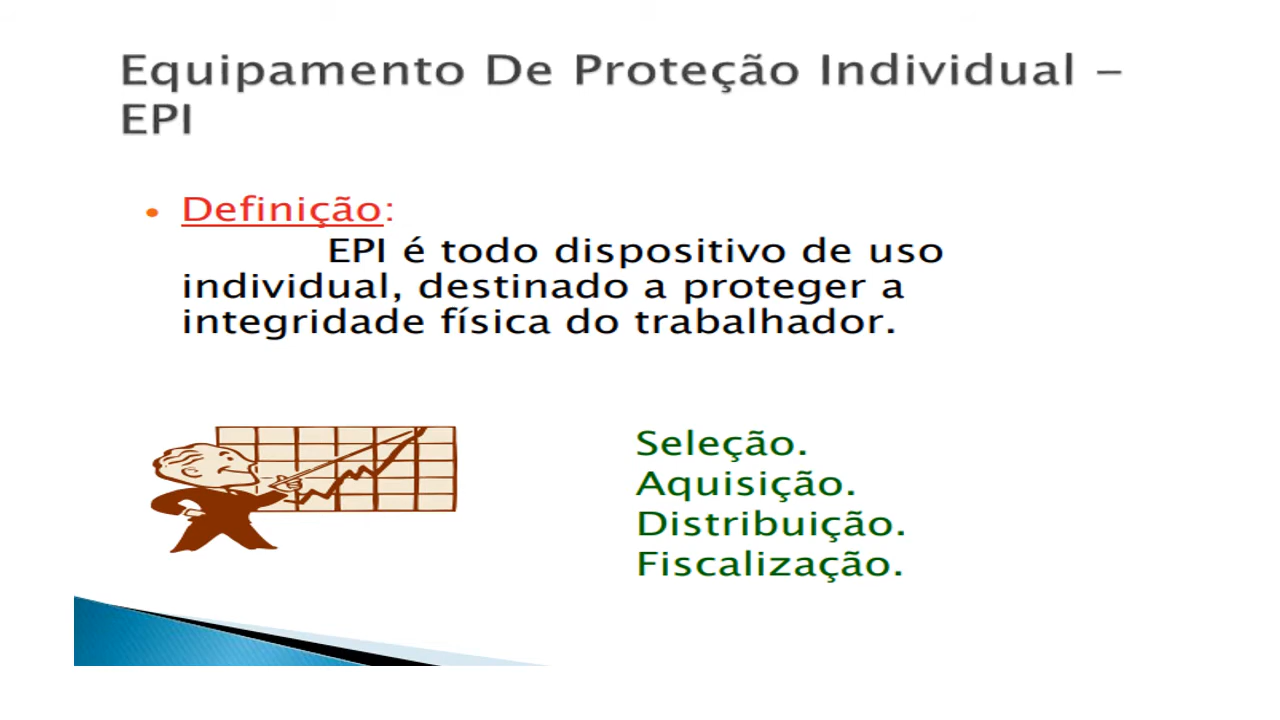 Equipamento De Proteção Individual –
EPI
• Definição:
EPI é todo dispositivo de uso
individual, destinado a proteger a
integridade física do trabalhador.
Seleção.
Aquisição.
Distribuição.
Fiscalização.